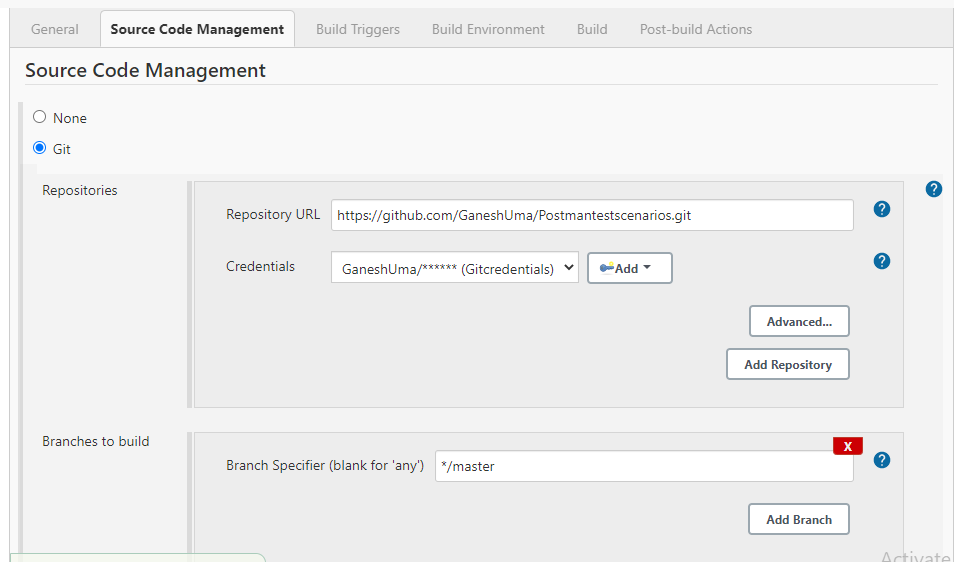 General Source Code Management Build Triggers Build Environment Build Post-build Actions
Source Code Management
None
Git
Repositories
?
Repository URL https://github.com/GaneshUma/Postmantestscenarios.git ?
Credentials GaneshUma/****** (Gitcredentials) Add ?
Advanced...
Add Repository
Branches to build
X
Branch Specifier (blank for 'any') */master ?
Add Branch
Activate